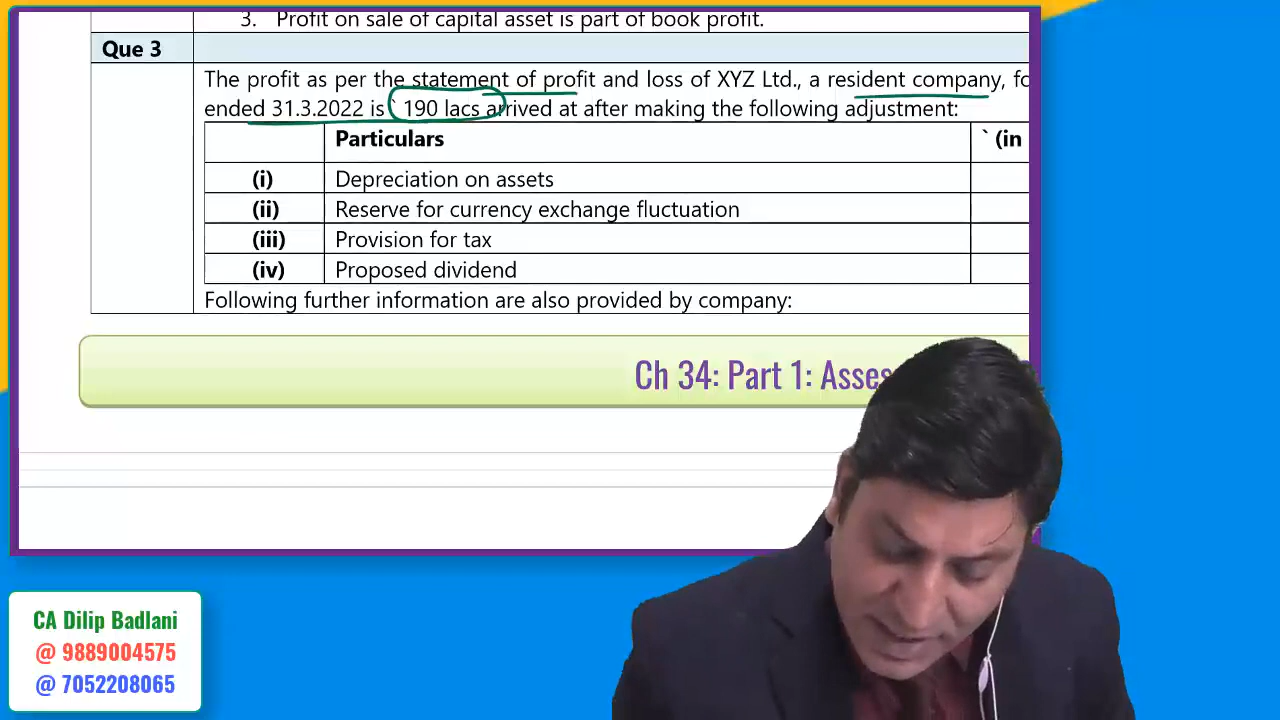 3. Profit on sale of capital asset is part of book profit.
Que 3
The profit as per the statement of profit and loss of XYZ Ltd., a resident company,
ended 31.3.2022 is ` 190 lacs arrived at after making the following adjustment:
Particulars ` (in
(i) Depreciation on assets
(ii) Reserve for currency exchange fluctuation
(iii) Provision for tax
(iv) Proposed dividend
Following further information are also provided by company:
Ch 34: Part 1:
CA Dilip Badlani
@ 9889004575
@ 7052208065